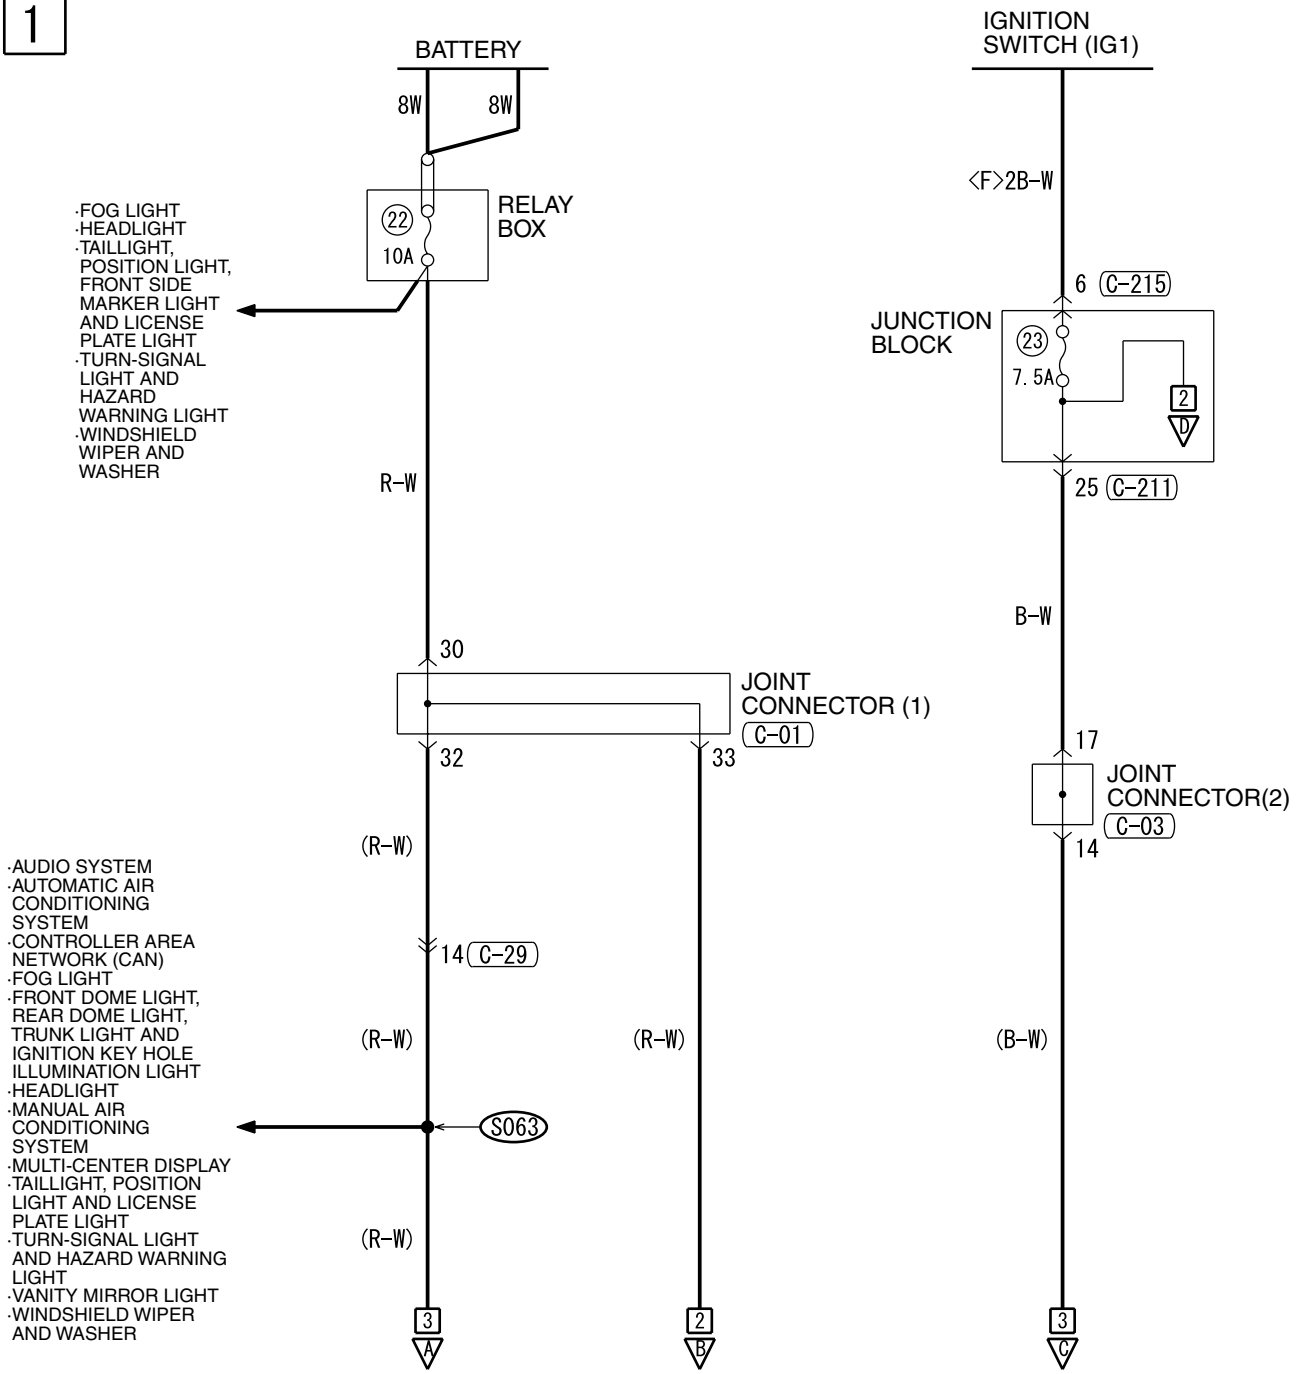 1
BATTERY
IGNITION
SWITCH (IG1)
8W
8W
<F>2B-W
·FOG LIGHT
·HEADLIGHT
·TAILLIGHT,
POSITION LIGHT,
FRONT SIDE
MARKER LIGHT
AND LICENSE
PLATE LIGHT
·TURN-SIGNAL
LIGHT AND
HAZARD
WARNING LIGHT
·WINDSHIELD
WIPER AND
WASHER
22
10A
RELAY
BOX
6 C-215
JUNCTION
BLOCK
23
7.5A
2
D
25 C-211
R-W
B-W
30
JOINT
CONNECTOR (1)
C-01
32
33
17
JOINT
CONNECTOR(2)
C-03
14
(R-W)
14 C-29
·AUDIO SYSTEM
·AUTOMATIC AIR
CONDITIONING
SYSTEM
·CONTROLLER AREA
NETWORK (CAN)
·FOG LIGHT
·FRONT DOME LIGHT,
REAR DOME LIGHT,
TRUNK LIGHT AND
IGNITION KEY HOLE
ILLUMINATION LIGHT
·HEADLIGHT
·MANUAL AIR
CONDITIONING
SYSTEM
·MULTI-CENTER DISPLAY
·TAILLIGHT, POSITION
LIGHT AND LICENSE
PLATE LIGHT
·TURN-SIGNAL LIGHT
AND HAZARD WARNING
LIGHT
·VANITY MIRROR LIGHT
·WINDSHIELD WIPER
AND WASHER
(R-W)
(R-W)
(B-W)
S063
(R-W)
3
A
2
B
3
C